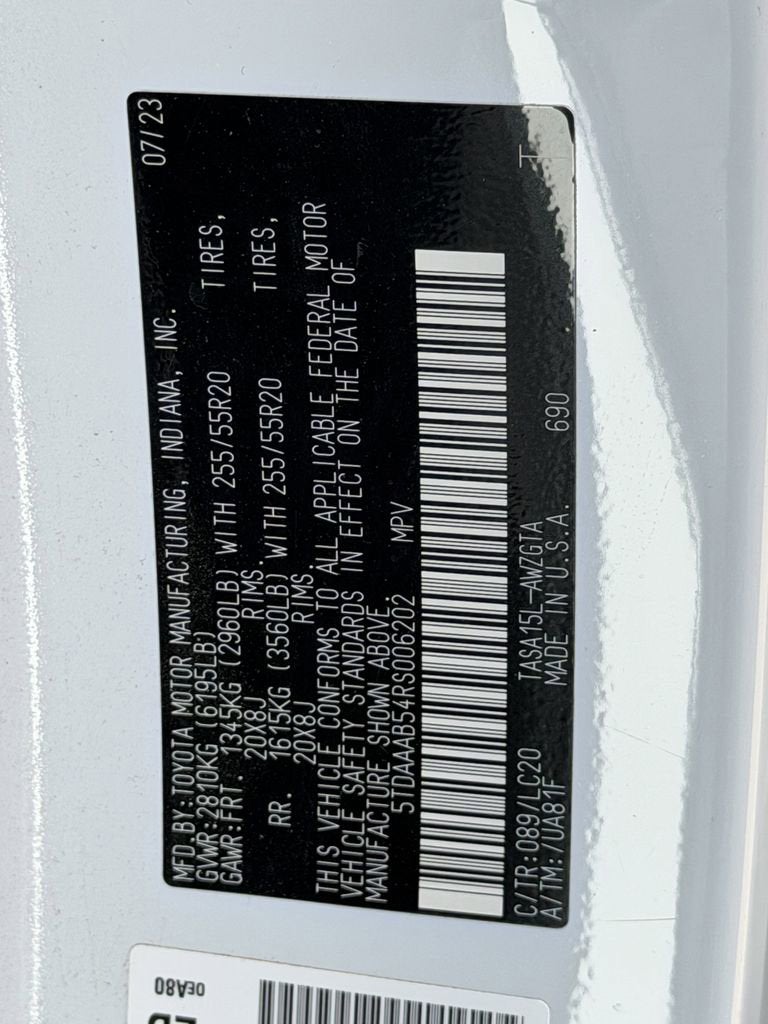 MFD.BY:TOYOTA MOTOR MANUFACTURING, INDIANA, INC. 07/23
GVWR:2810KG (6195LB)
GAWR:FRT. 1345KG (2960LB) WITH 255/55R20 TIRES,
20X8J RIMS.
RR. 1615KG (3560LB) WITH 255/55R20 TIRES,
20X8J RIMS.
THIS VEHICLE CONFORMS TO ALL APPLICABLE FEDERAL MOTOR
VEHICLE SAFETY STANDARDS IN EFFECT ON THE DATE OF
MANUFACTURE SHOWN ABOVE.
5TDAAAB54RS006202 MPV
C/TR:089/LC20 TASA15L-AWZGTA T
A/TM:/UA81F MADE IN U.S.A. 690
0EA80